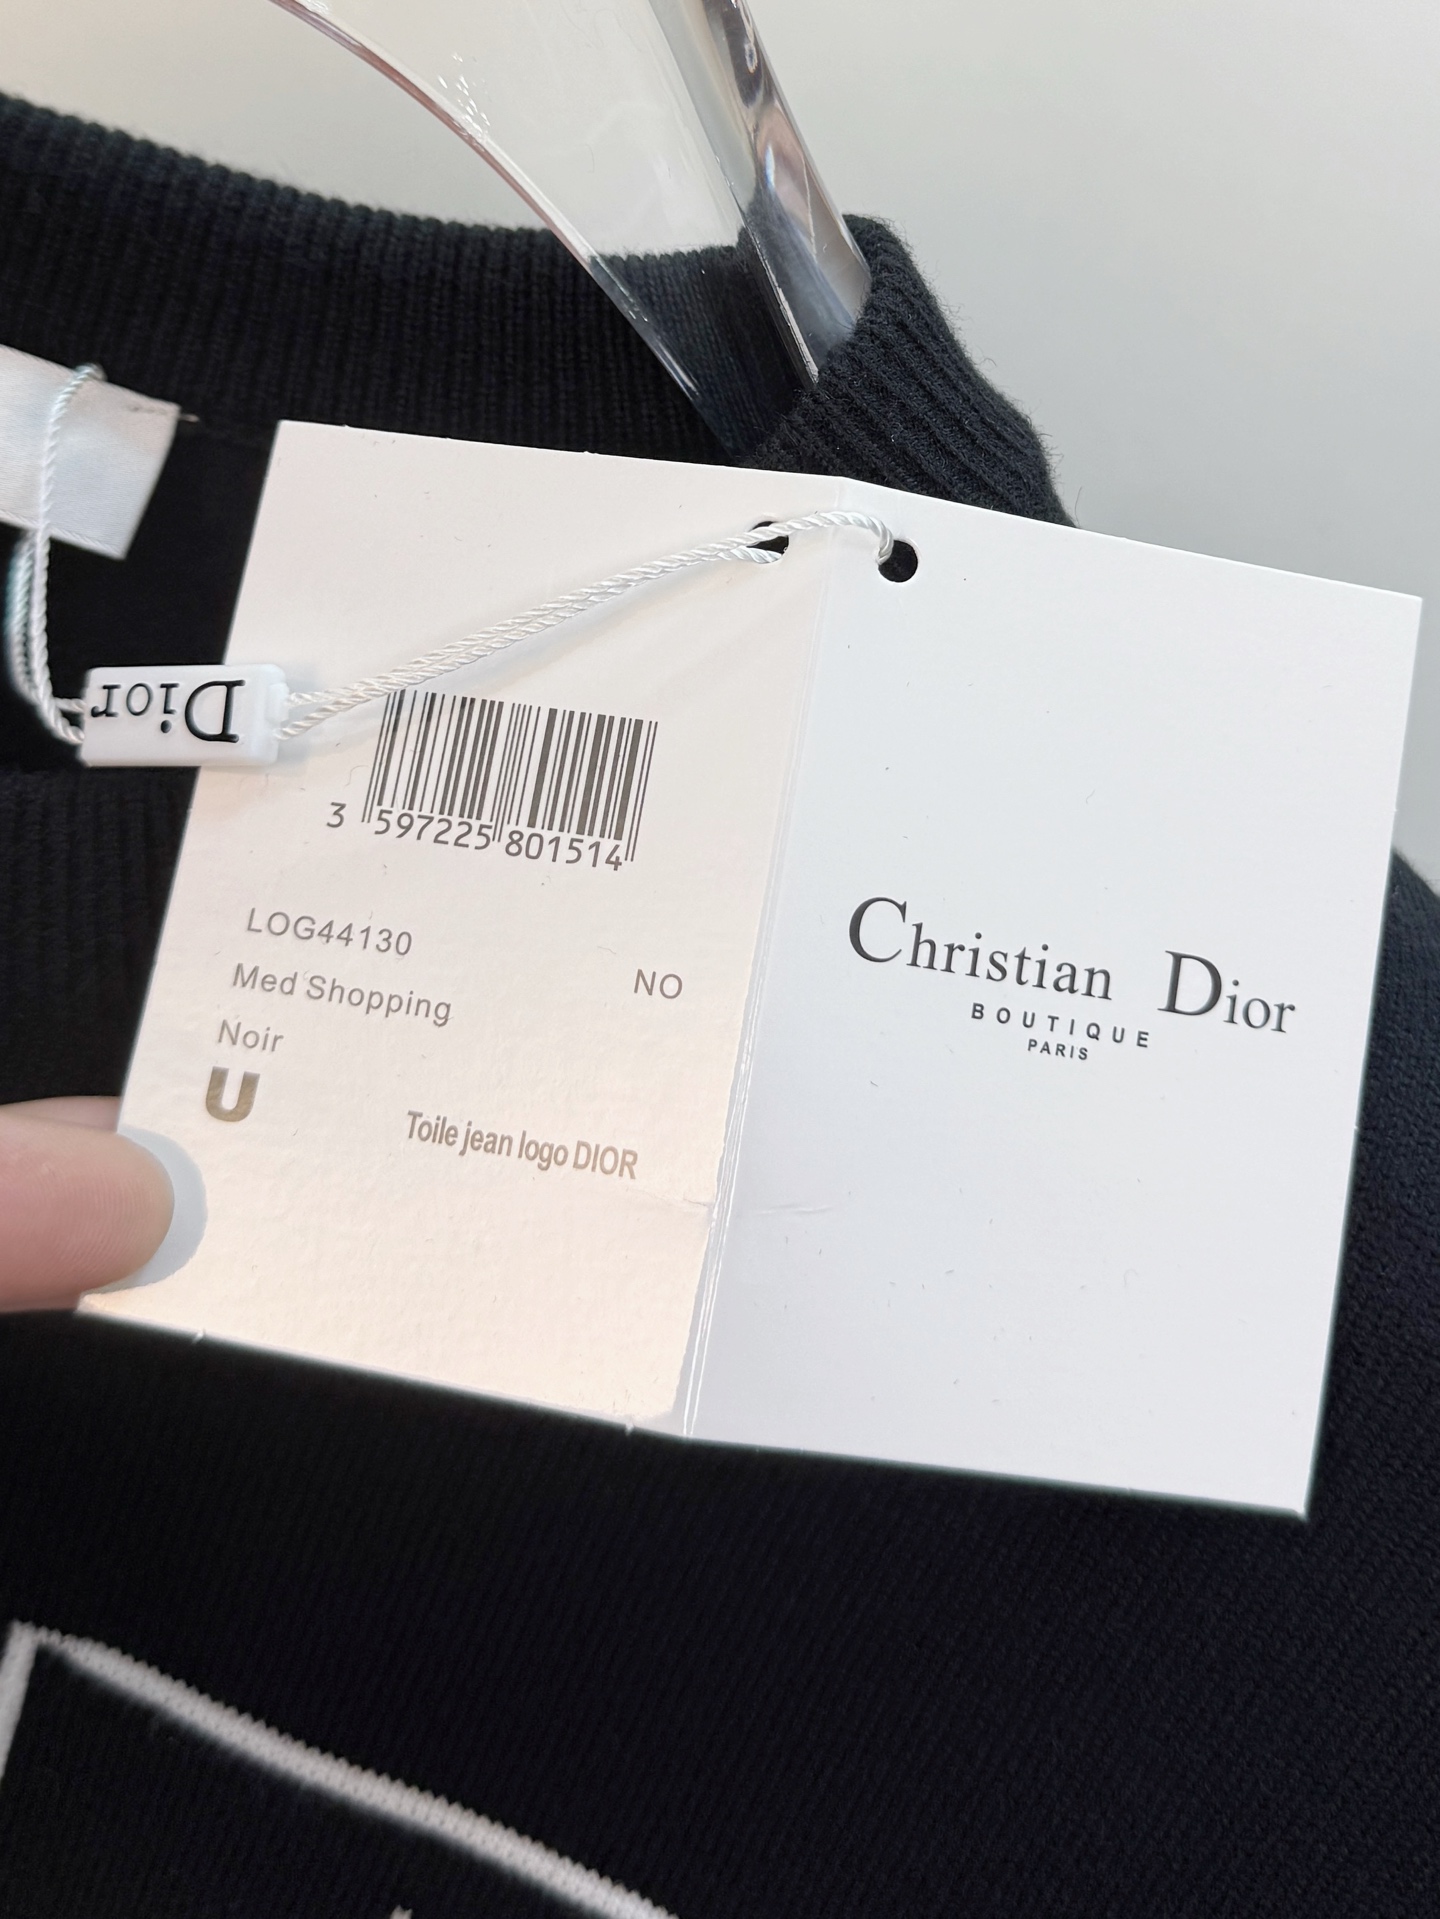 Dior
3 597225 801514
LOG44130
Med Shopping NO
Noir
U
Toile jean logo DIOR
Christian Dior
BOUTIQUE
PARIS